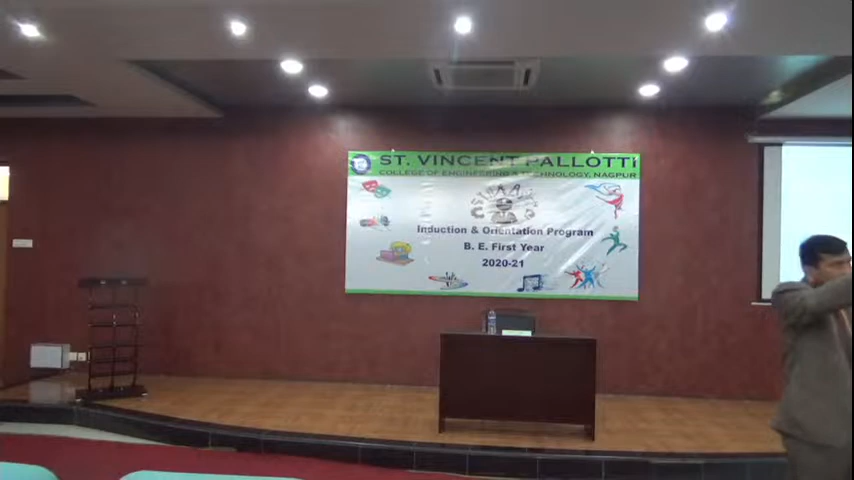 ST. VINCENT PALLOTTI
COLLEGE OF ENGINEERING & TECHNOLOGY, NAGPUR
Induction & Orientation Program
B. E. First Year
2020-21